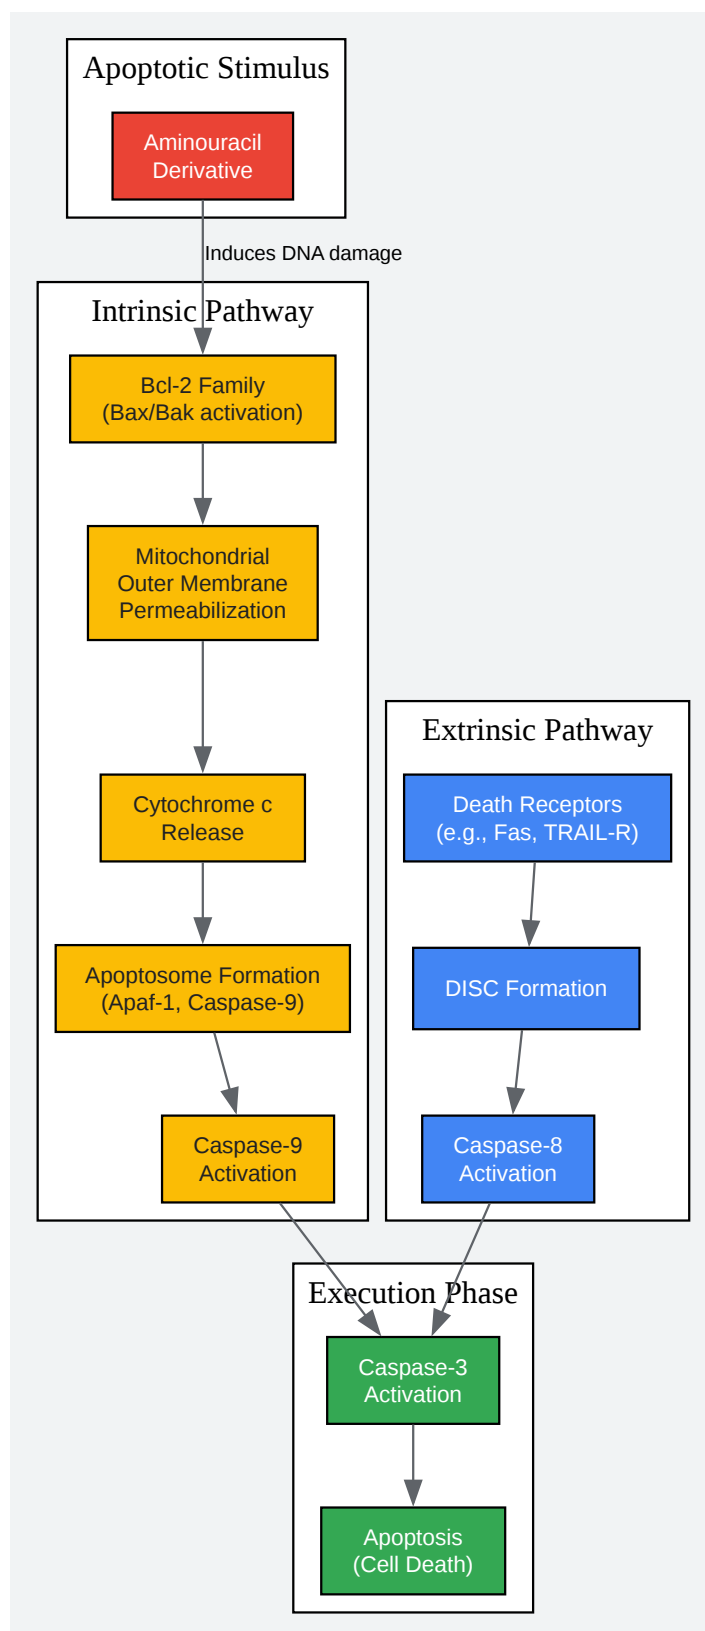 Apoptotic Stimulus
Aminouracil
Derivative
Induces DNA damage
Intrinsic Pathway
Bcl-2 Family
(Bax/Bak activation)
Mitochondrial
Outer Membrane
Permeabilization
Cytochrome c
Release
Apoptosome Formation
(Apaf-1, Caspase-9)
Caspase-9
Activation
Extrinsic Pathway
Death Receptors
(e.g., Fas, TRAIL-R)
DISC Formation
Caspase-8
Activation
Execution Phase
Caspase-3
Activation
Apoptosis
(Cell Death)